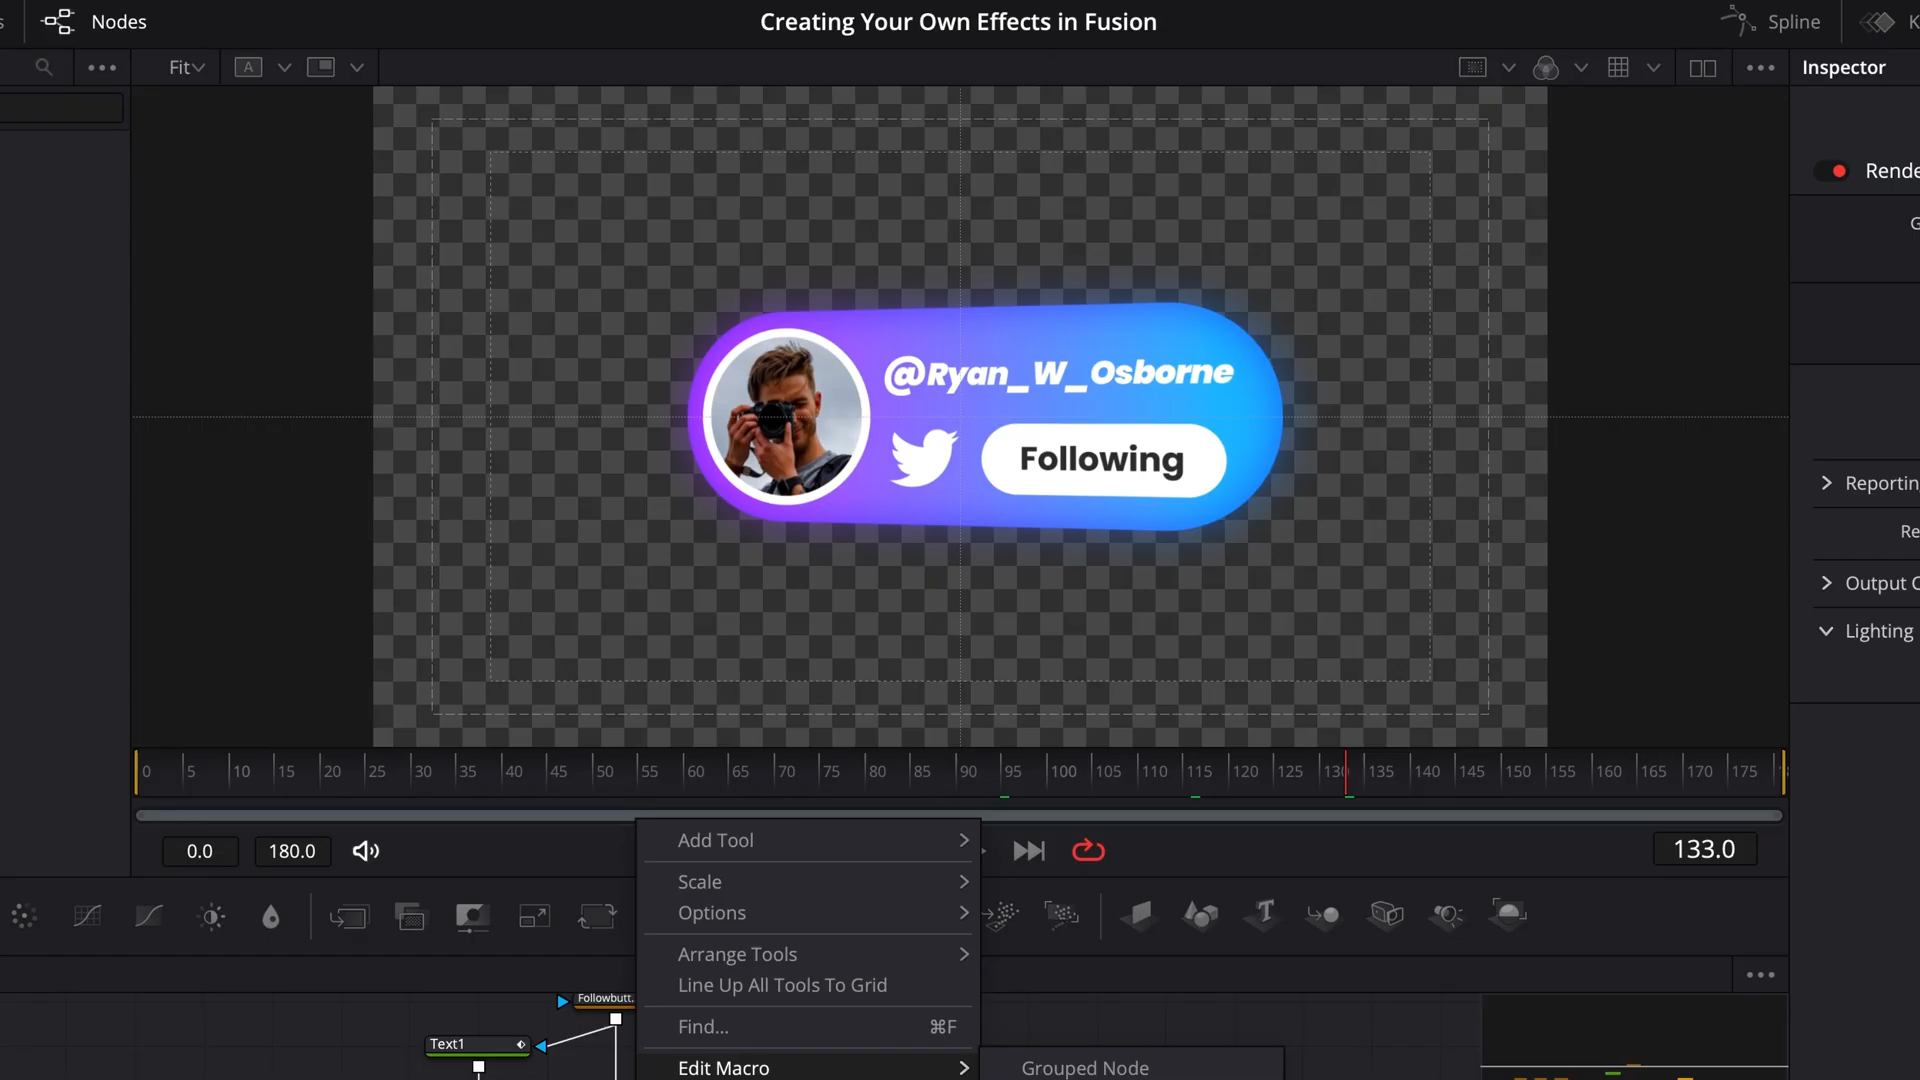 Nodes
Creating Your Own Effects in Fusion
Spline
Fit
A
Inspector
Rende
@Ryan_W_Osborne
Following
Reportin
Re
Output C
Lighting
0 5 10 15 20 25 30 35 40 45 50 55 60 65 70 75 80 85 90 95 100 105 110 115 120 125 130 135 140 145 150 155 160 165 170 175
0.0
180.0
133.0
Add Tool
Scale
Options
Arrange Tools
Line Up All Tools To Grid
Find... ⌘F
Edit Macro
Grouped Node
Followbutt.
Text1